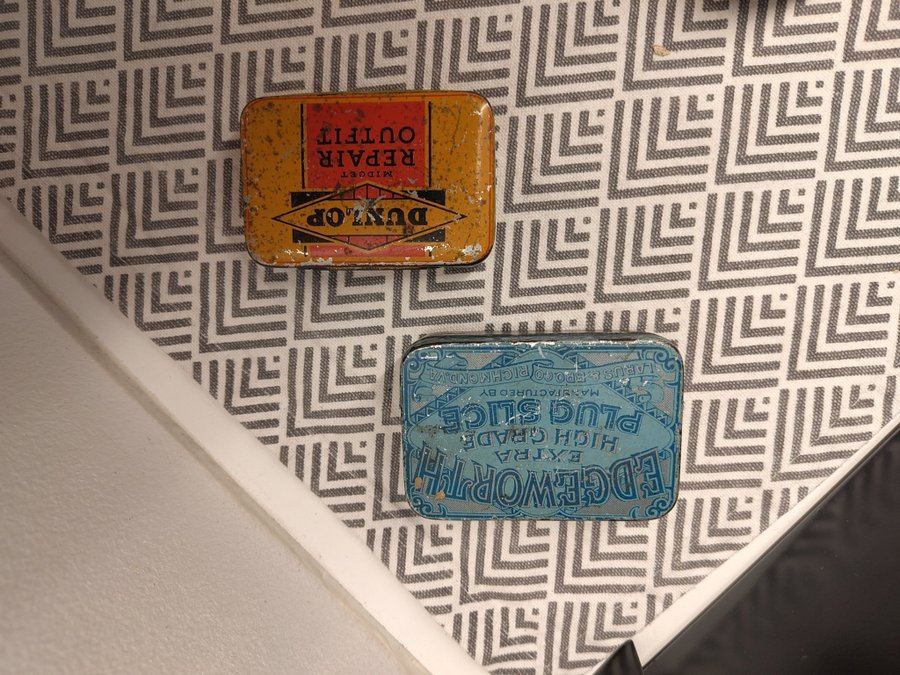 DUNLOP
MIDGET
REPAIR
OUTFIT
EDGEWORTH
EXTRA
HIGH GRADE
PLUG SLICE
MANUFACTURED BY
LARUS & BRO. CO. RICHMOND, VA.